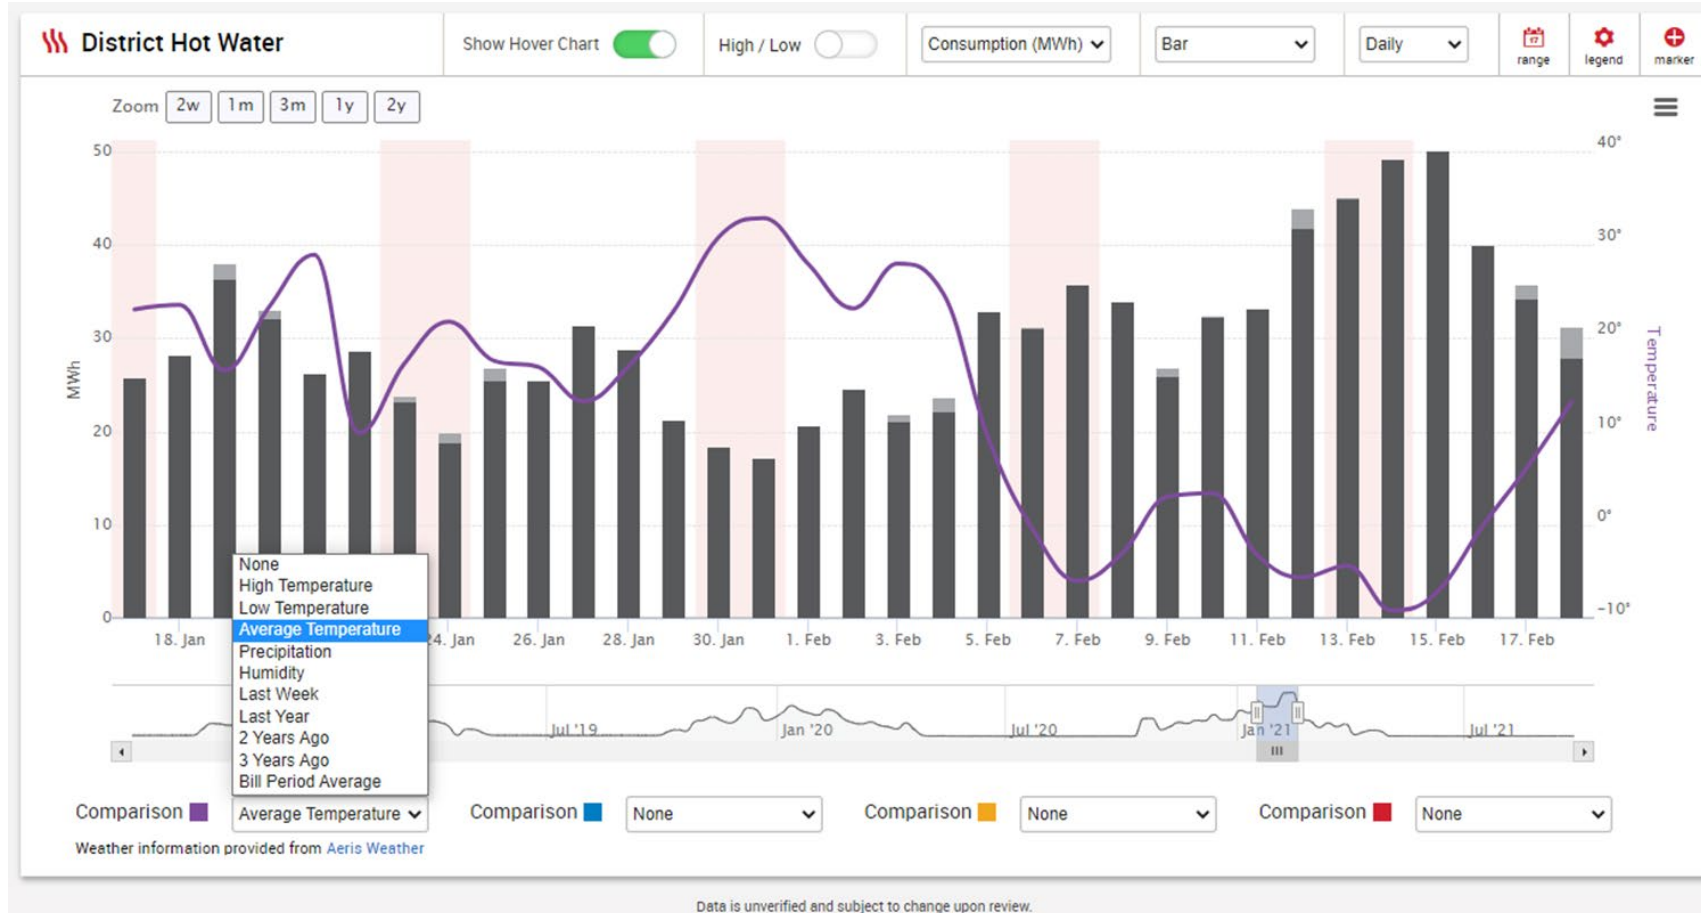 District Hot Water
Show Hover Chart
High / Low
Consumption (MWh)
Bar
Daily
17
range
legend
marker
Zoom 2w 1m 3m 1y 2y
50
40
30
20
10
0
MWh
40°
30°
20°
10°
0°
-10°
Temperature
18. Jan 24. Jan 26. Jan 28. Jan 30. Jan 1. Feb 3. Feb 5. Feb 7. Feb 9. Feb 11. Feb 13. Feb 15. Feb 17. Feb
None
High Temperature
Low Temperature
Average Temperature
Precipitation
Humidity
Last Week
Last Year
2 Years Ago
3 Years Ago
Bill Period Average
Jul '19 Jan '20 Jul '20 Jan '21 Jul '21
Comparison Average Temperature Comparison None Comparison None Comparison None
Weather information provided from Aeris Weather
Data is unverified and subject to change upon review.